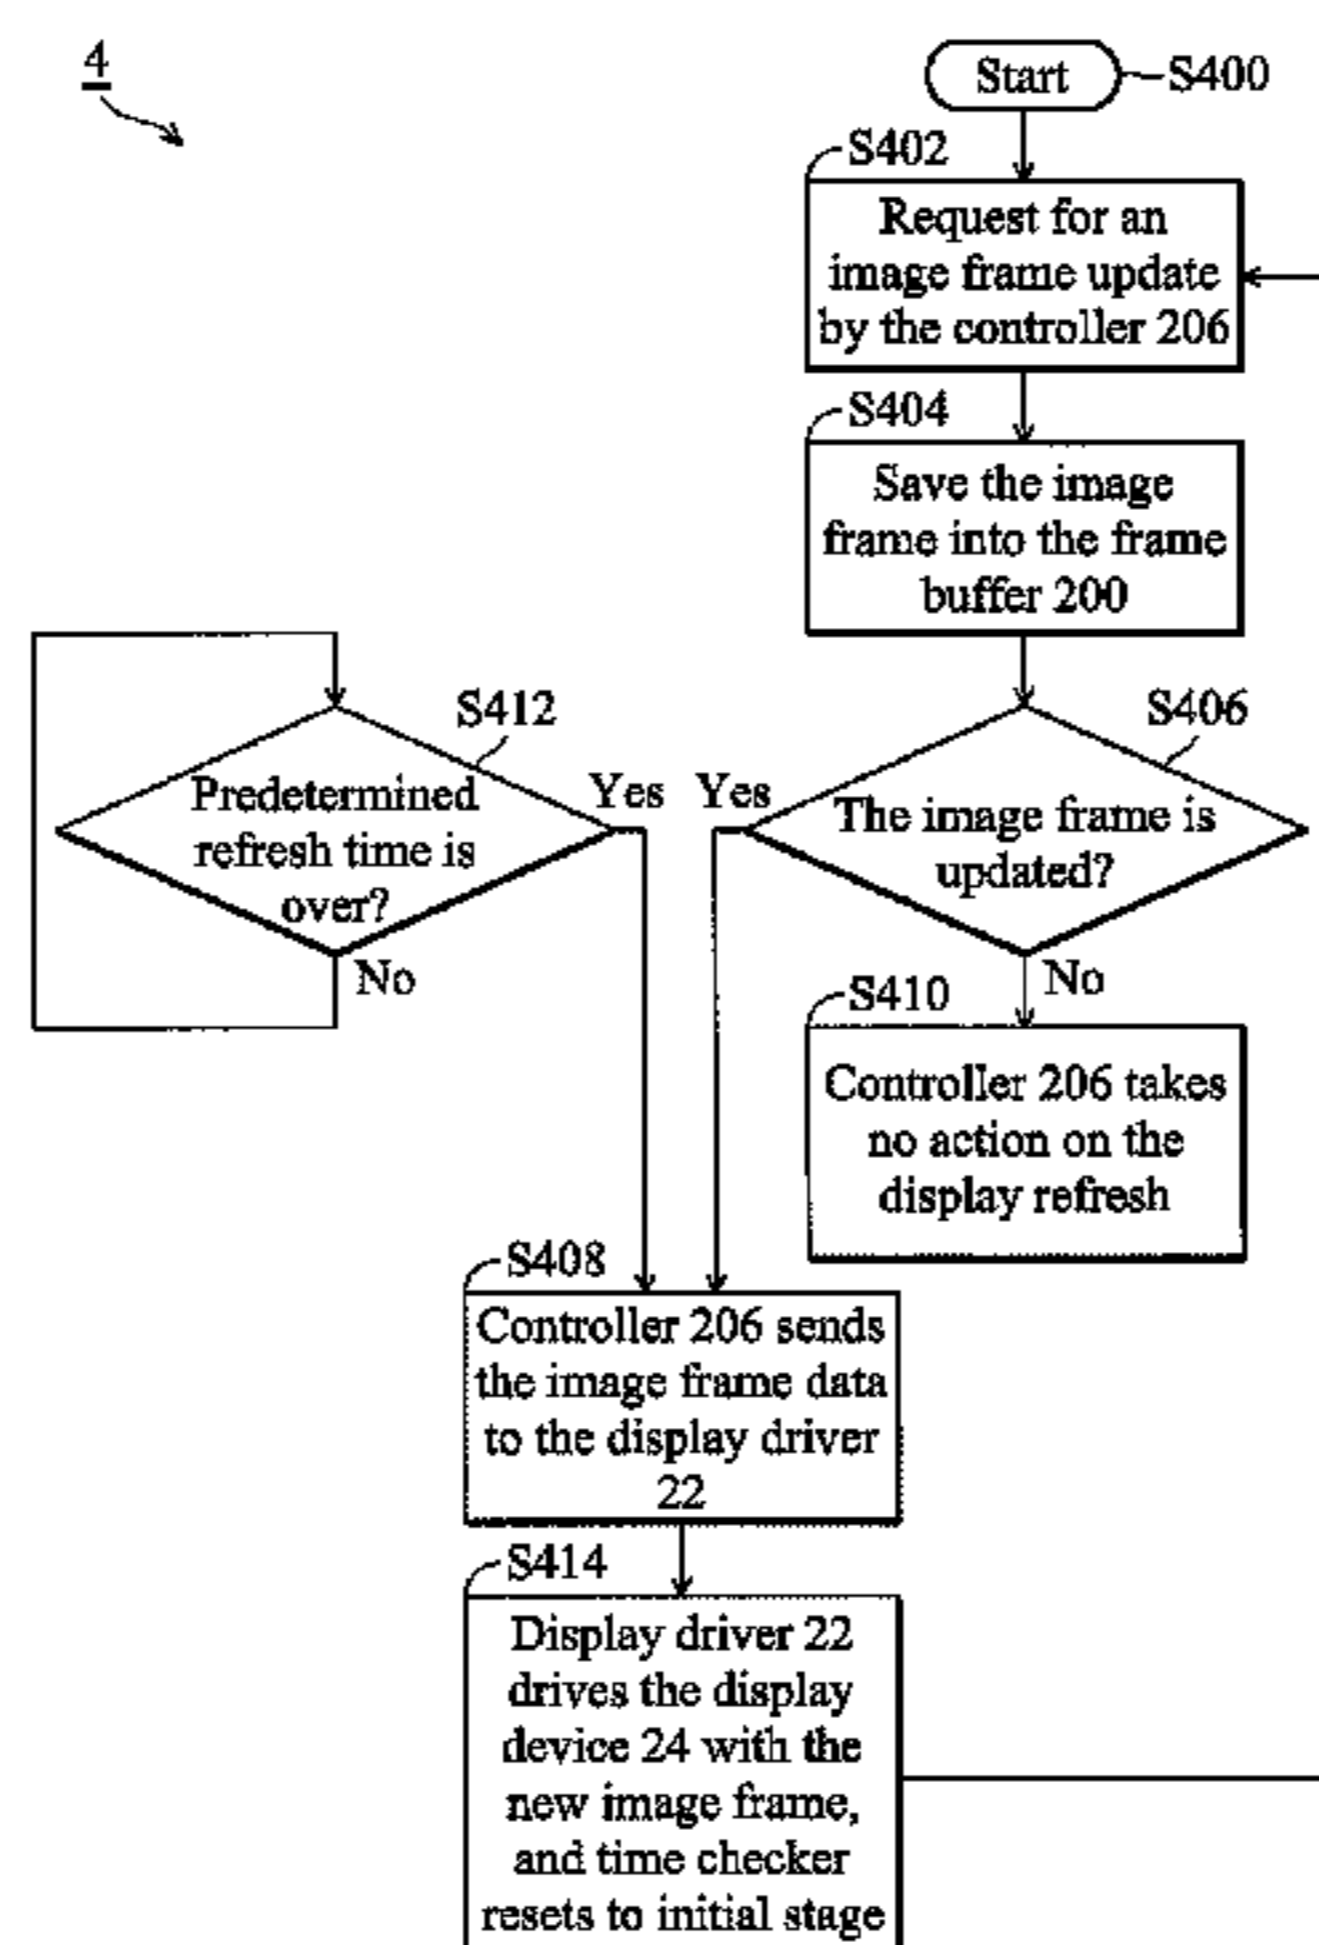 4
Start
S400
S402
Request for an
image frame update
by the controller 206
S404
Save the image
frame into the frame
buffer 200
S412
Predetermined
refresh time is
over?
Yes
No
S406
The image frame is
updated?
Yes
No
S410
Controller 206 takes
no action on the
display refresh
S408
Controller 206 sends
the image frame data
to the display driver
22
S414
Display driver 22
drives the display
device 24 with the
new image frame,
and time checker
resets to initial stage